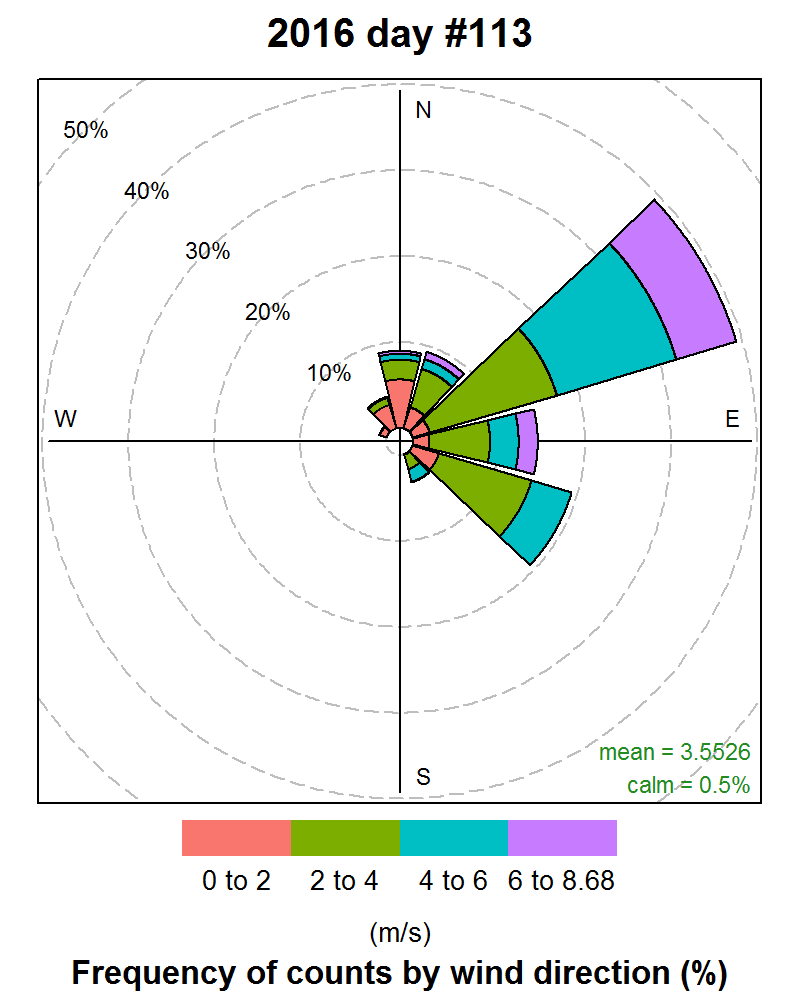 2016 day #113
N
50%
40%
30%
20%
10%
W
E
S
mean = 3.5526
calm = 0.5%
0 to 2 2 to 4 4 to 6 6 to 8.68
(m/s)
Frequency of counts by wind direction (%)